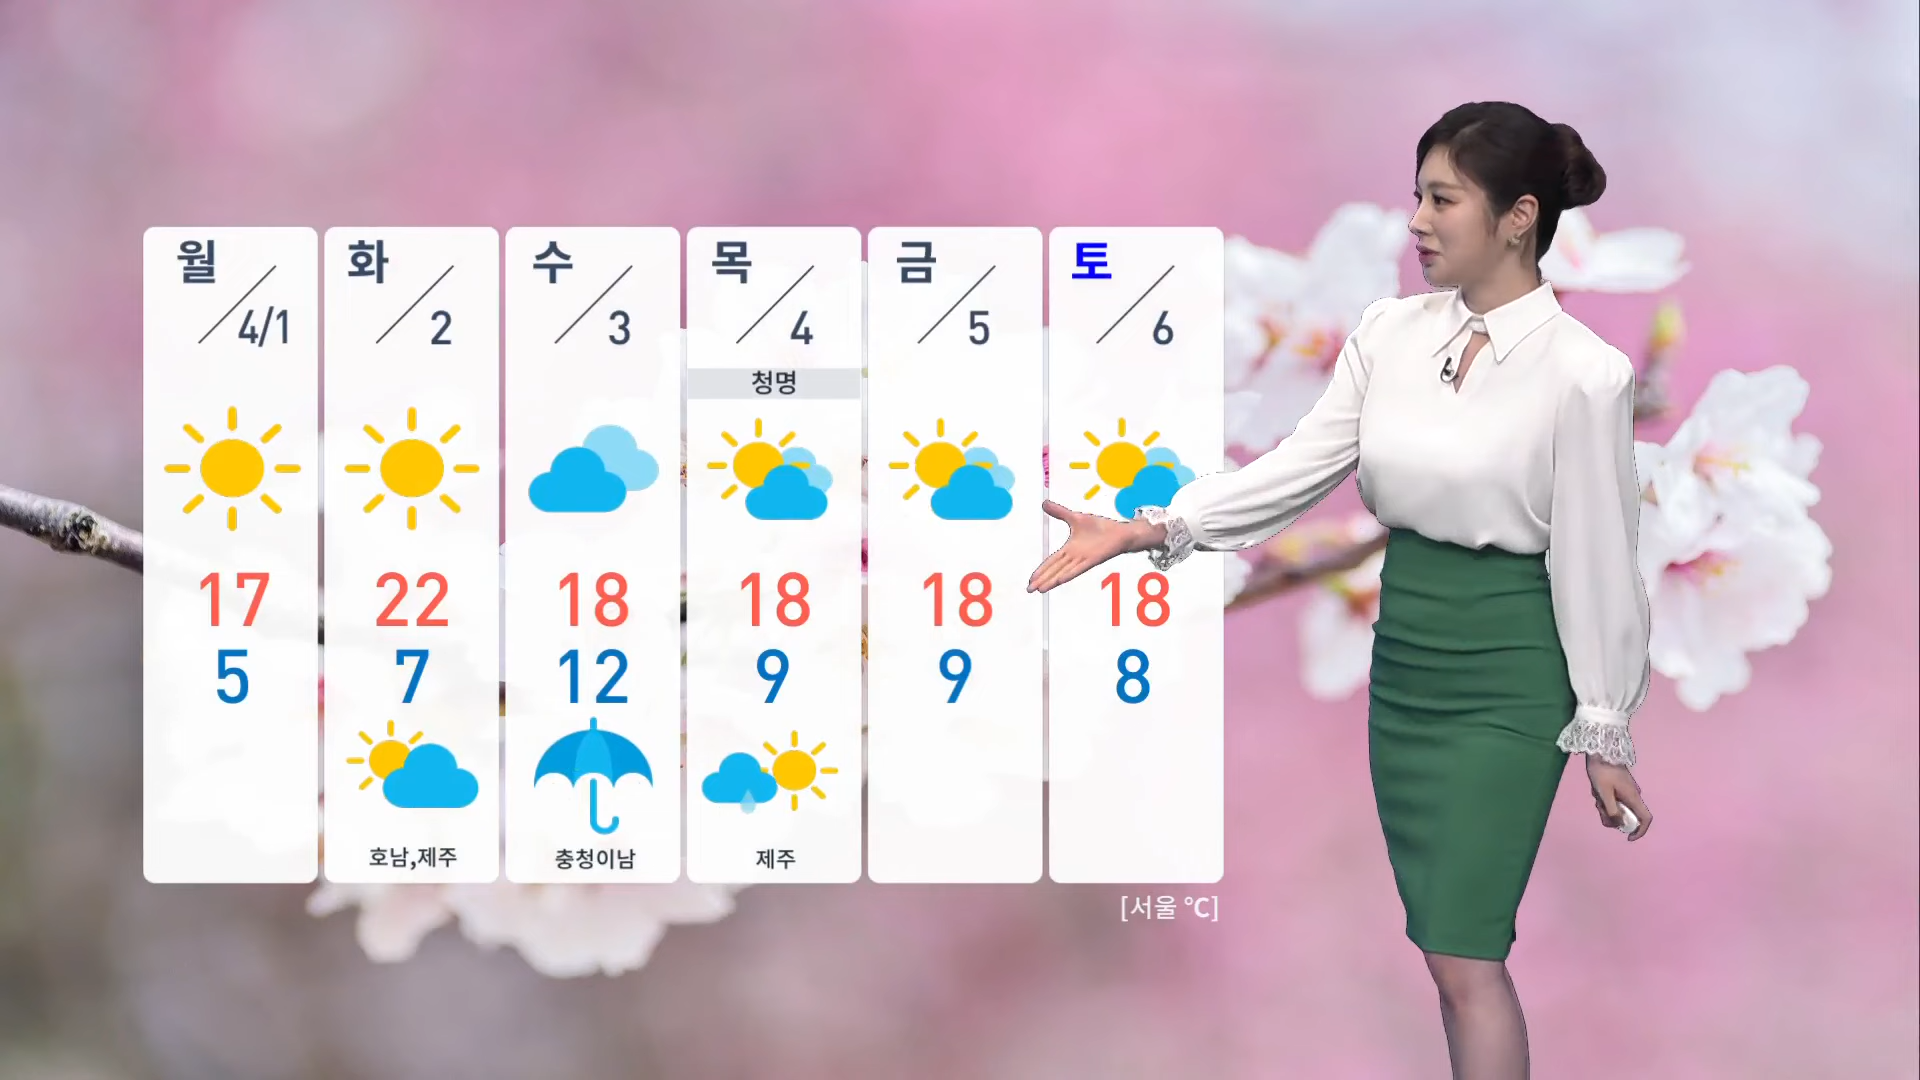 월 화 수 목 금 토
4/1 2 3 4 5 6
청명
17 22 18 18 18 18
5 7 12 9 9 8
호남,제주 충청이남 제주
[서울 ℃]